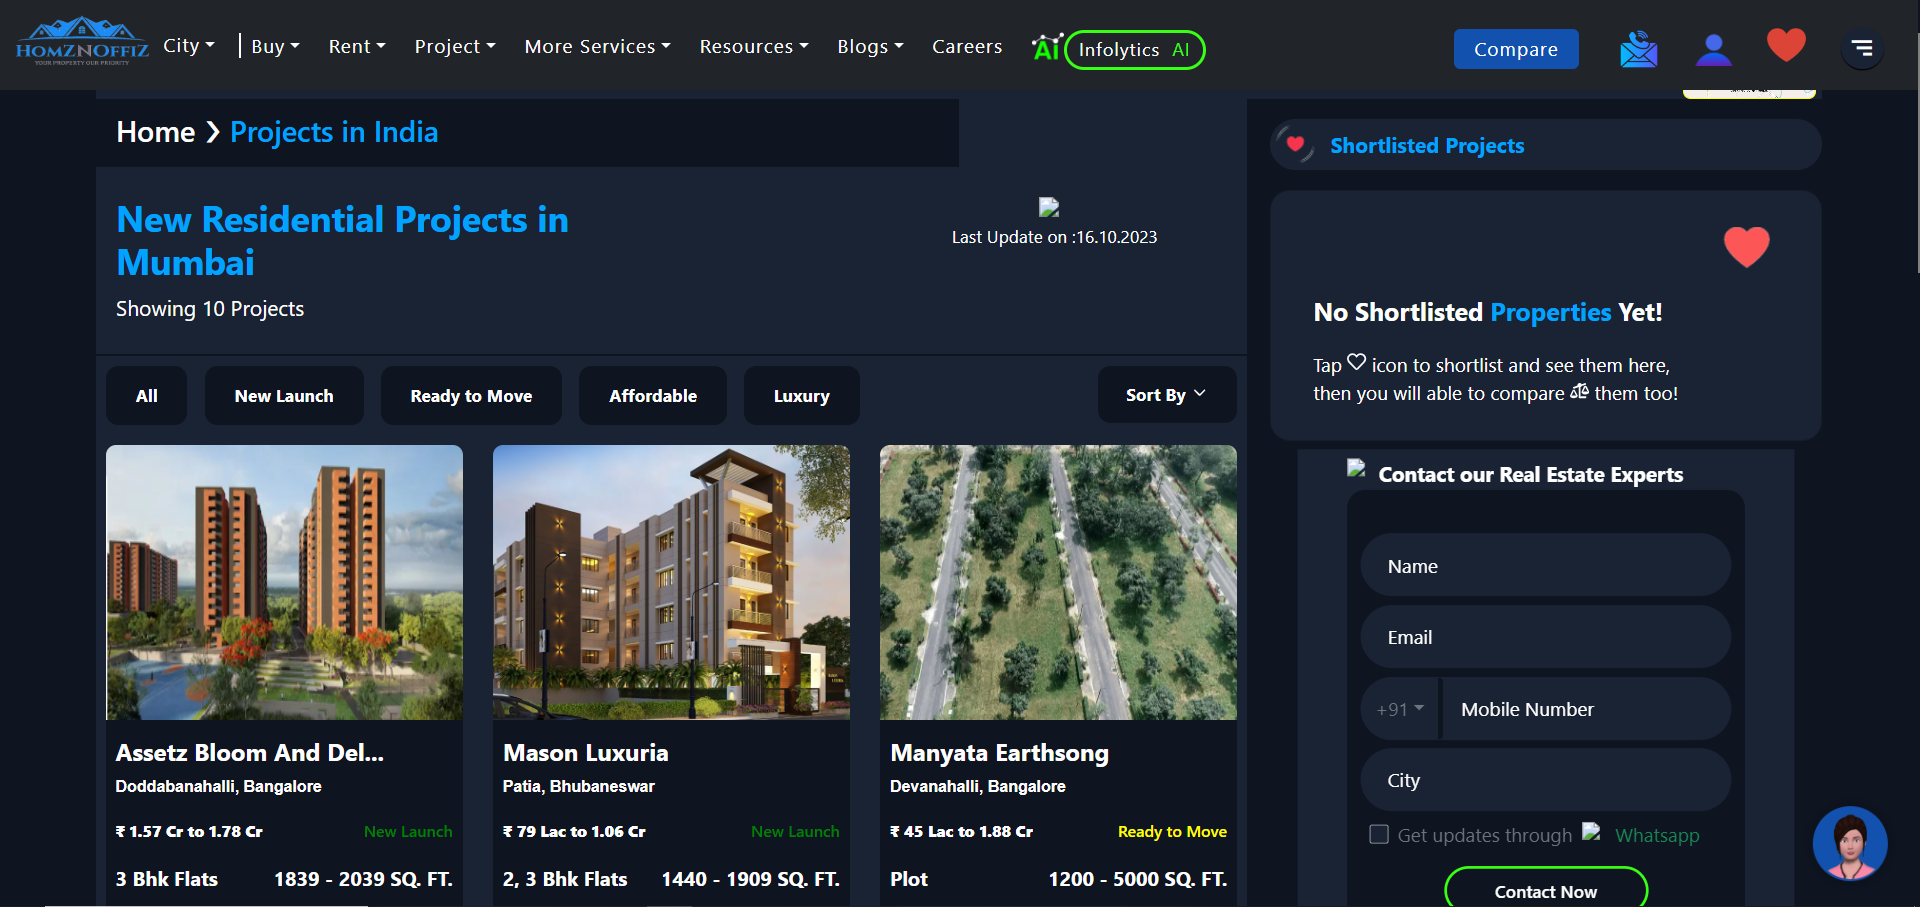 HOMZNOFFIZ
YOUR PROPERTY OUR PRIORITY
City
Buy
Rent
Project
More Services
Resources
Blogs
Careers
Ai
Infolytics AI
Compare
Home ❯ Projects in India
New Residential Projects in
Mumbai
Showing 10 Projects
Last Update on :16.10.2023
All
New Launch
Ready to Move
Affordable
Luxury
Sort By
Assetz Bloom And Del...
Doddabanahalli, Bangalore
₹ 1.57 Cr to 1.78 Cr
New Launch
3 Bhk Flats
1839 - 2039 SQ. FT.
Mason Luxuria
Patia, Bhubaneswar
₹ 79 Lac to 1.06 Cr
New Launch
2, 3 Bhk Flats
1440 - 1909 SQ. FT.
Manyata Earthsong
Devanahalli, Bangalore
₹ 45 Lac to 1.88 Cr
Ready to Move
Plot
1200 - 5000 SQ. FT.
Shortlisted Projects
No Shortlisted Properties Yet!
Tap icon to shortlist and see them here,
then you will able to compare them too!
Contact our Real Estate Experts
Name
Email
+91
Mobile Number
City
Get updates through Whatsapp
Contact Now